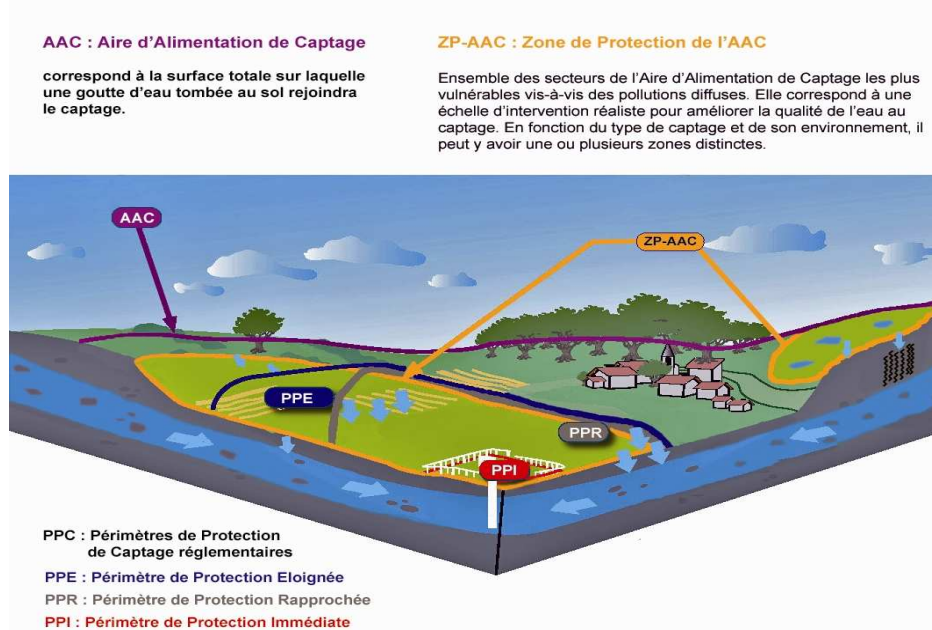 AAC : Aire d'Alimentation de Captage
correspond à la surface totale sur laquelle
une goutte d'eau tombée au sol rejoindra
le captage.
ZP-AAC : Zone de Protection de l'AAC
Ensemble des secteurs de l'Aire d'Alimentation de Captage les plus
vulnérables vis-à-vis des pollutions diffuses. Elle correspond à une
échelle d'intervention réaliste pour améliorer la qualité de l'eau au
captage. En fonction du type de captage et de son environnement, il
peut y avoir une ou plusieurs zones distinctes.
AAC
ZP-AAC
PPE
PPR
PPI
PPC : Périmètres de Protection
de Captage réglementaires
PPE : Périmètre de Protection Eloignée
PPR : Périmètre de Protection Rapprochée
PPI : Périmètre de Protection Immédiate